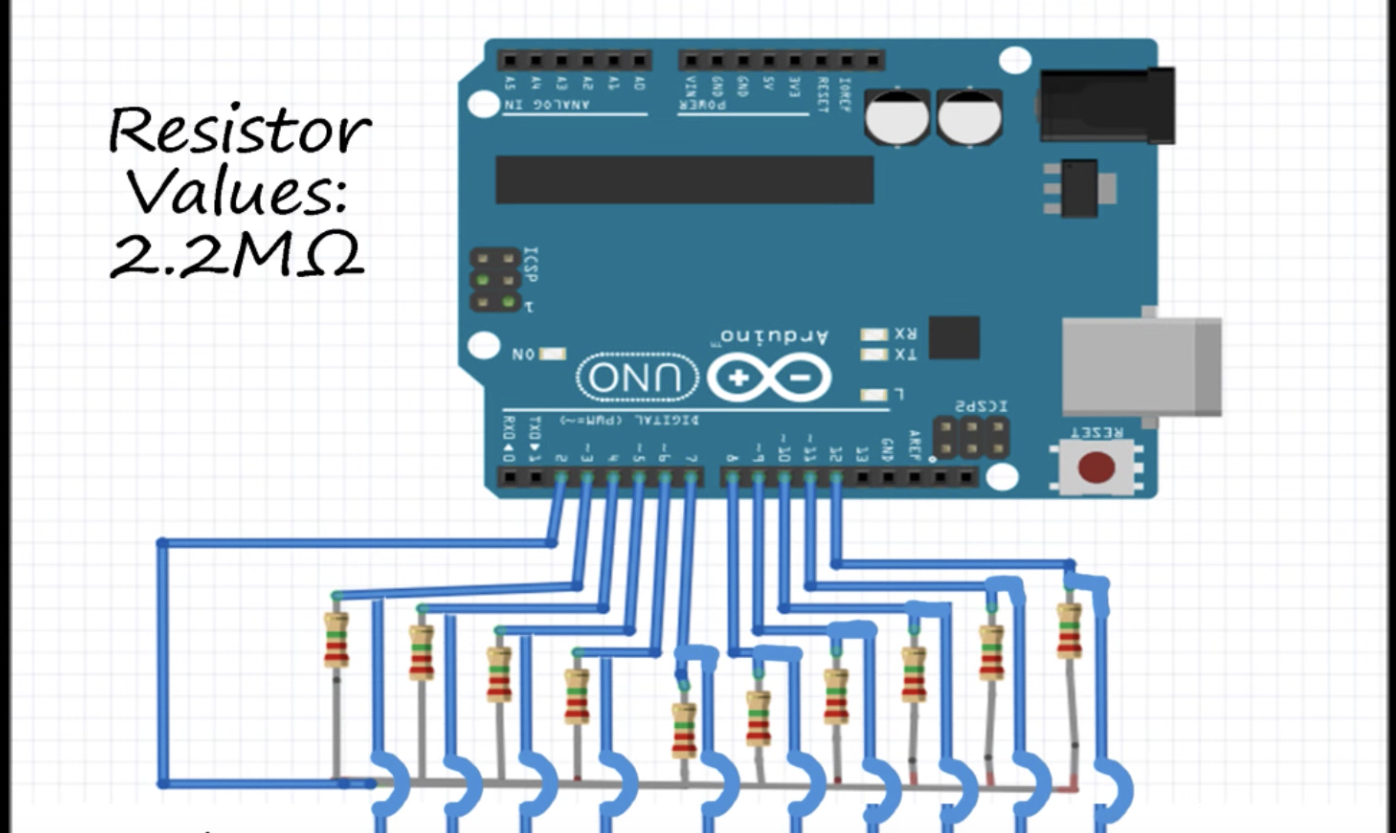 Resistor
Values:
2.2MΩ
A5 A4 A3 A2 A1 A0 VIN GND GND 5V 3V3 RESET IOREF
ANALOG IN POWER
ICSP
1
Arduino™ RX
ON TX
UNO
L
ICSP2
DIGITAL (PWM=~)
RESET
RX0 0 TX0 1 2 ~3 4 ~5 ~6 7 8 ~9 ~10 ~11 12 13 GND AREF